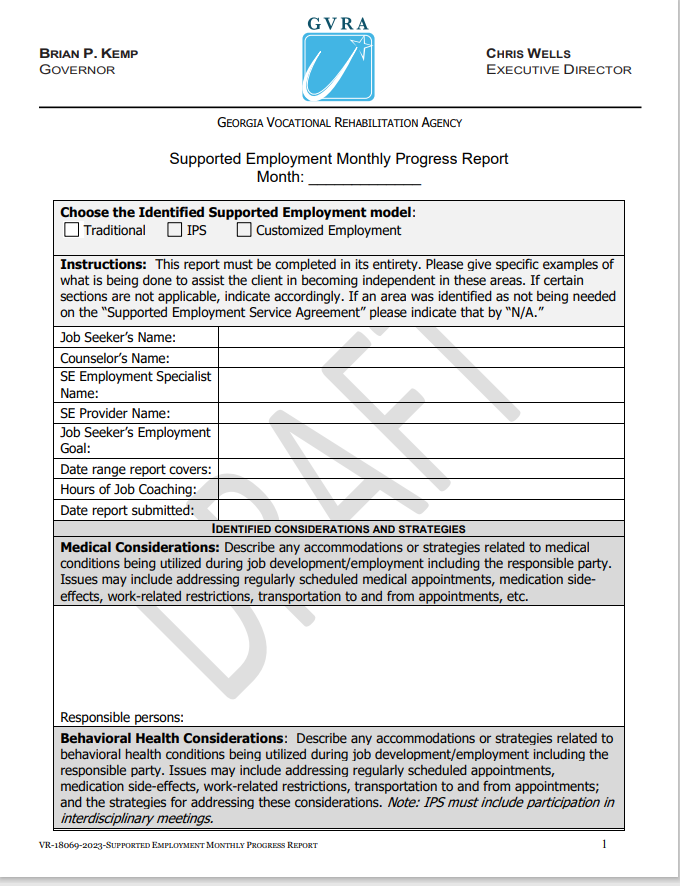 GVRA
BRIAN P. KEMP
GOVERNOR
CHRIS WELLS
EXECUTIVE DIRECTOR
GEORGIA VOCATIONAL REHABILITATION AGENCY
Supported Employment Monthly Progress Report
Month: _____________
Choose the Identified Supported Employment model:
☐ Traditional ☐ IPS ☐ Customized Employment
Instructions: This report must be completed in its entirety. Please give specific examples of
what is being done to assist the client in becoming independent in these areas. If certain
sections are not applicable, indicate accordingly. If an area was identified as not being needed
on the “Supported Employment Service Agreement” please indicate that by “N/A.”
Job Seeker’s Name:
Counselor’s Name:
SE Employment Specialist
Name:
SE Provider Name:
Job Seeker’s Employment
Goal:
Date range report covers:
Hours of Job Coaching:
Date report submitted:
DRAFT
IDENTIFIED CONSIDERATIONS AND STRATEGIES
Medical Considerations: Describe any accommodations or strategies related to medical
conditions being utilized during job development/employment including the responsible party.
Issues may include addressing regularly scheduled medical appointments, medication side-
effects, work-related restrictions, transportation to and from appointments, etc.
Responsible persons:
Behavioral Health Considerations: Describe any accommodations or strategies related to
behavioral health conditions being utilized during job development/employment including the
responsible party. Issues may include addressing regularly scheduled appointments,
medication side-effects, work-related restrictions, transportation to and from appointments;
and the strategies for addressing these considerations. Note: IPS must include participation in
interdisciplinary meetings.
VR-18069-2023-SUPPORTED EMPLOYMENT MONTHLY PROGRESS REPORT
1